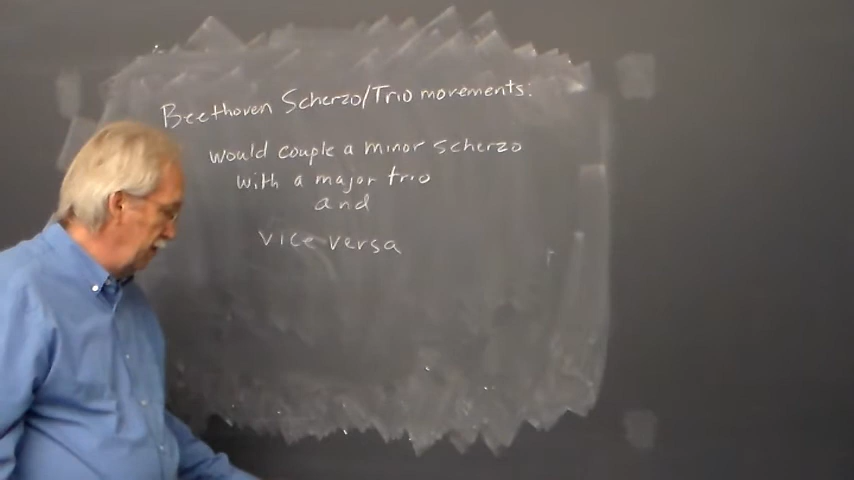 Beethoven Scherzo/Trio movements:
would couple a minor scherzo
with a major trio
and
vice versa